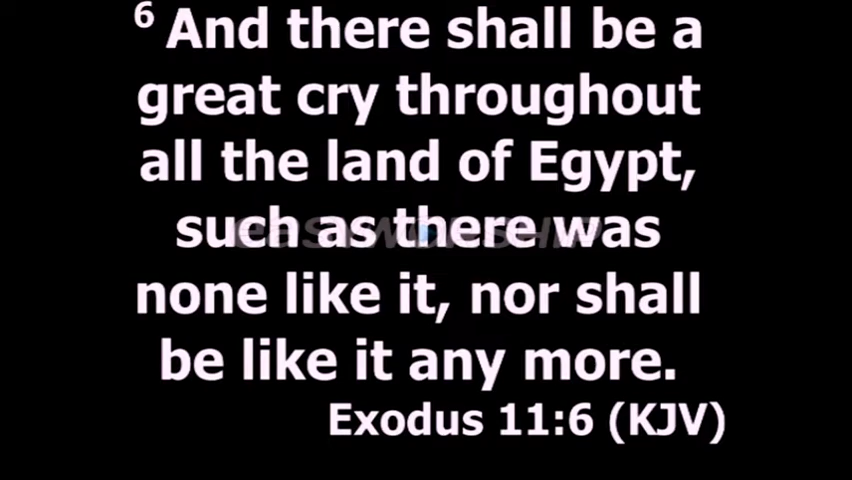 6 And there shall be a
great cry throughout
all the land of Egypt,
such as there was
none like it, nor shall
be like it any more.
Exodus 11:6 (KJV)